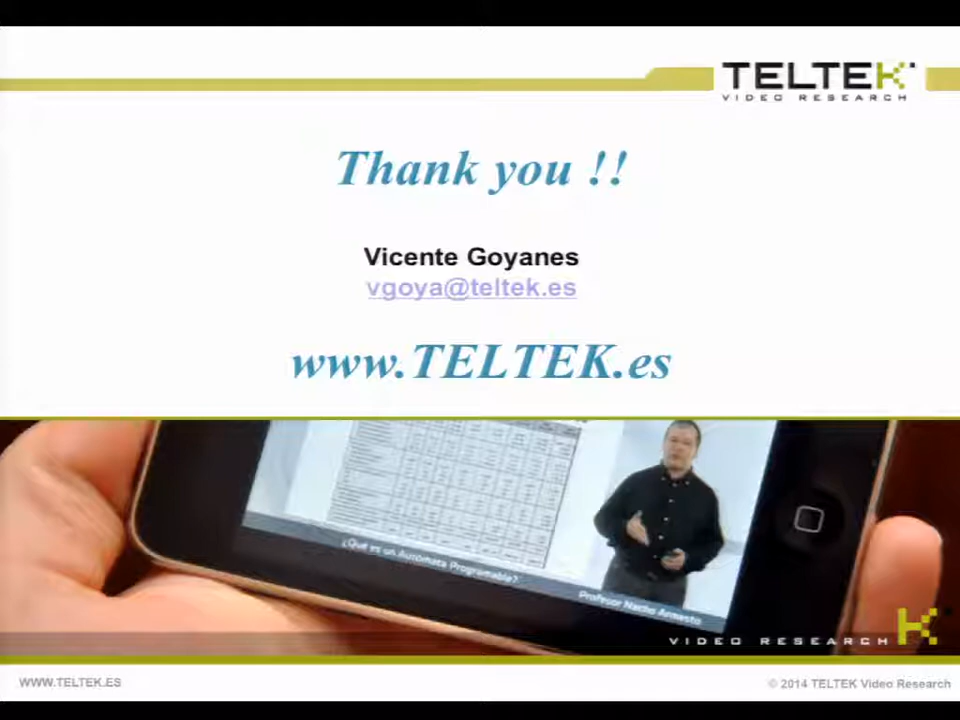 TELTEK
VIDEO RESEARCH
Thank you !!
Vicente Goyanes
vgoya@teltek.es
www.TELTEK.es
¿Qué es un Autómata Programable?
Profesor Nacho Armesto
VIDEO RESEARCH
WWW.TELTEK.ES
© 2014 TELTEK Video Research